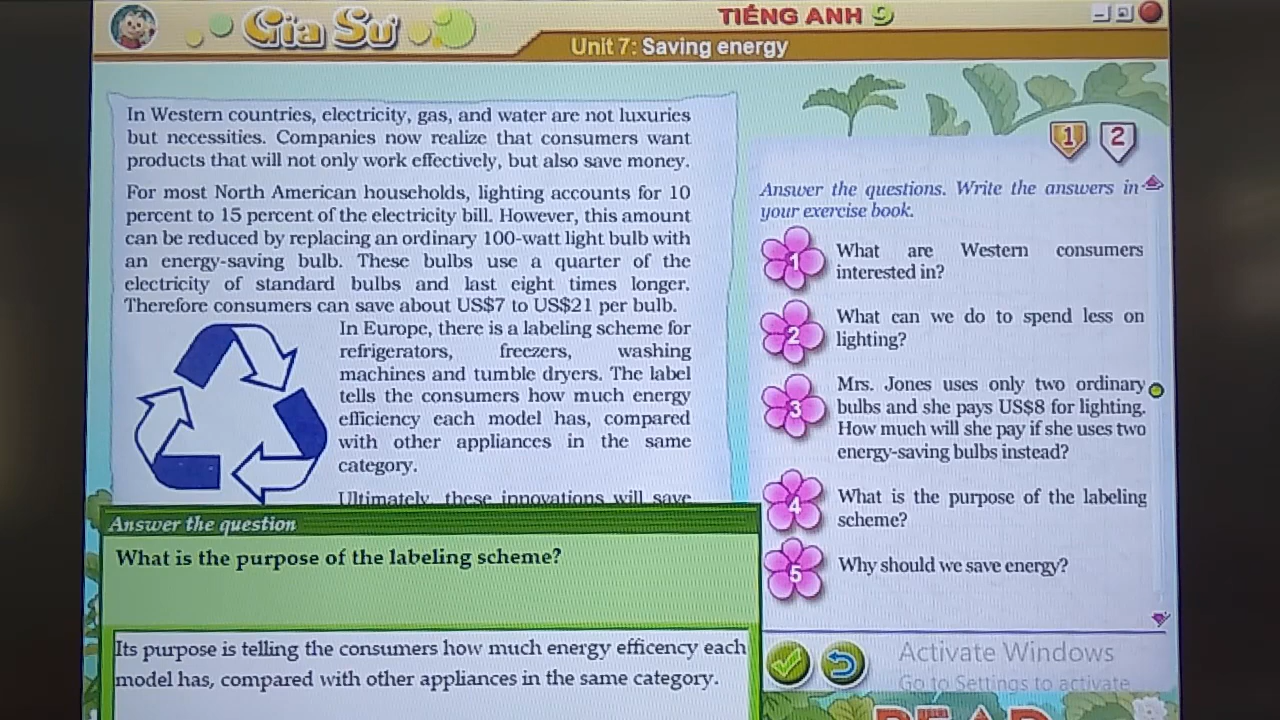 Gia Sư
TIẾNG ANH 9
Unit 7: Saving energy
In Western countries, electricity, gas, and water are not luxuries
but necessities. Companies now realize that consumers want
products that will not only work effectively, but also save money.
For most North American households, lighting accounts for 10
percent to 15 percent of the electricity bill. However, this amount
can be reduced by replacing an ordinary 100-watt light bulb with
an energy-saving bulb. These bulbs use a quarter of the
electricity of standard bulbs and last eight times longer.
Therefore consumers can save about US$7 to US$21 per bulb.
In Europe, there is a labeling scheme for
refrigerators, freezers, washing
machines and tumble dryers. The label
tells the consumers how much energy
efficiency each model has, compared
with other appliances in the same
category.
Ultimately, these innovations will save
Answer the question
What is the purpose of the labeling scheme?
Its purpose is telling the consumers how much energy efficency each
model has, compared with other appliances in the same category.
1 2
Answer the questions. Write the answers in
your exercise book.
1 What are Western consumers
interested in?
2 What can we do to spend less on
lighting?
3 Mrs. Jones uses only two ordinary
bulbs and she pays US$8 for lighting.
How much will she pay if she uses two
energy-saving bulbs instead?
4 What is the purpose of the labeling
scheme?
5 Why should we save energy?
Activate Windows
Go to Settings to activate
READ